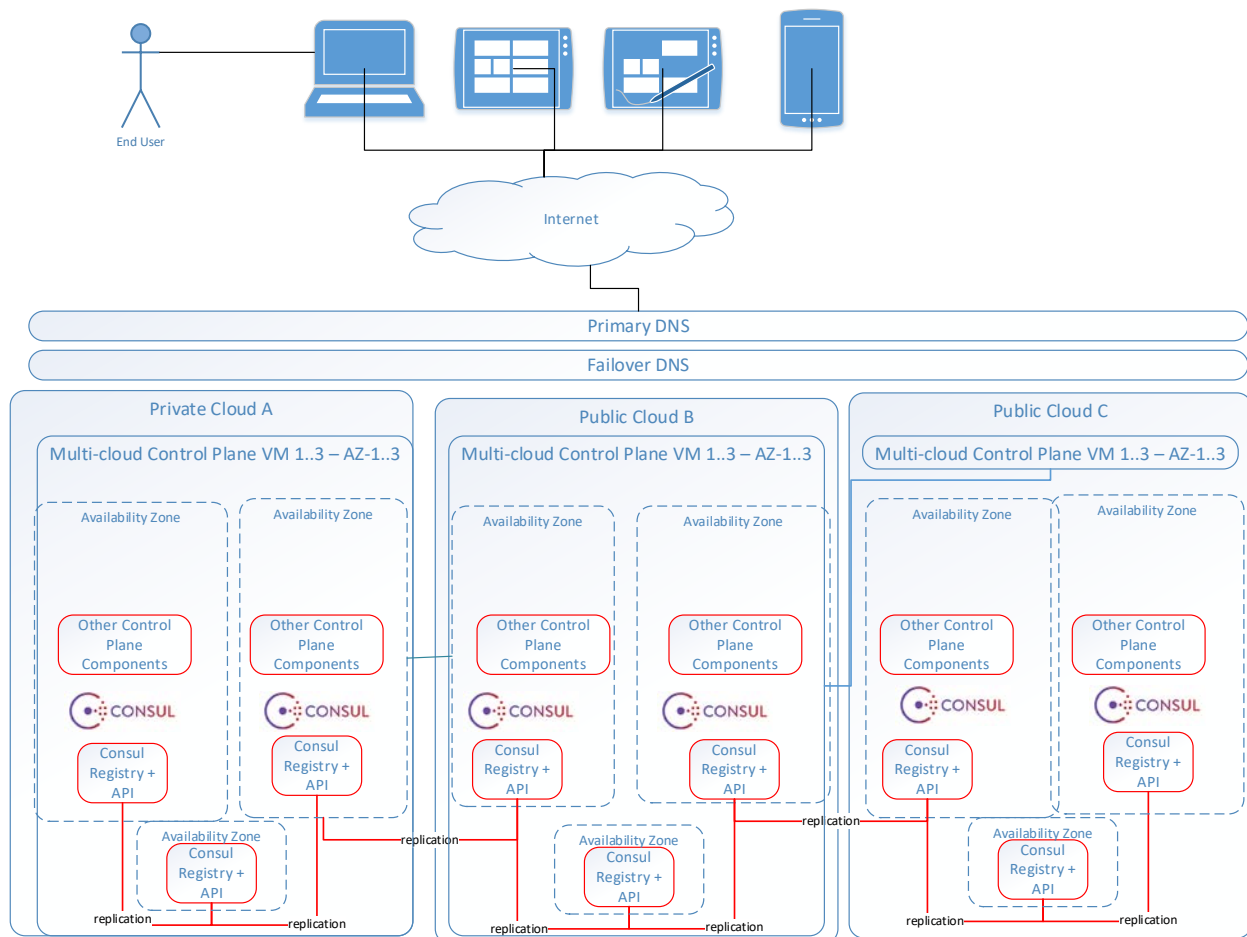 End User
Internet
Primary DNS
Failover DNS
Private Cloud A
Public Cloud B
Public Cloud C
Multi-cloud Control Plane VM 1..3 – AZ-1..3
Multi-cloud Control Plane VM 1..3 – AZ-1..3
Multi-cloud Control Plane VM 1..3 – AZ-1..3
Availability Zone
Availability Zone
Availability Zone
Availability Zone
Availability Zone
Availability Zone
Other Control
Plane
Components
Other Control
Plane
Components
Other Control
Plane
Components
Other Control
Plane
Components
Other Control
Plane
Components
Other Control
Plane
Components
CONSUL
CONSUL
CONSUL
CONSUL
CONSUL
CONSUL
Consul
Registry +
API
Consul
Registry +
API
Consul
Registry +
API
Consul
Registry +
API
Consul
Registry +
API
Consul
Registry +
API
replication
replication
Availability Zone
Consul
Registry +
API
Availability Zone
Consul
Registry +
API
Availability Zone
Consul
Registry +
API
replication
replication
replication
replication
replication
replication